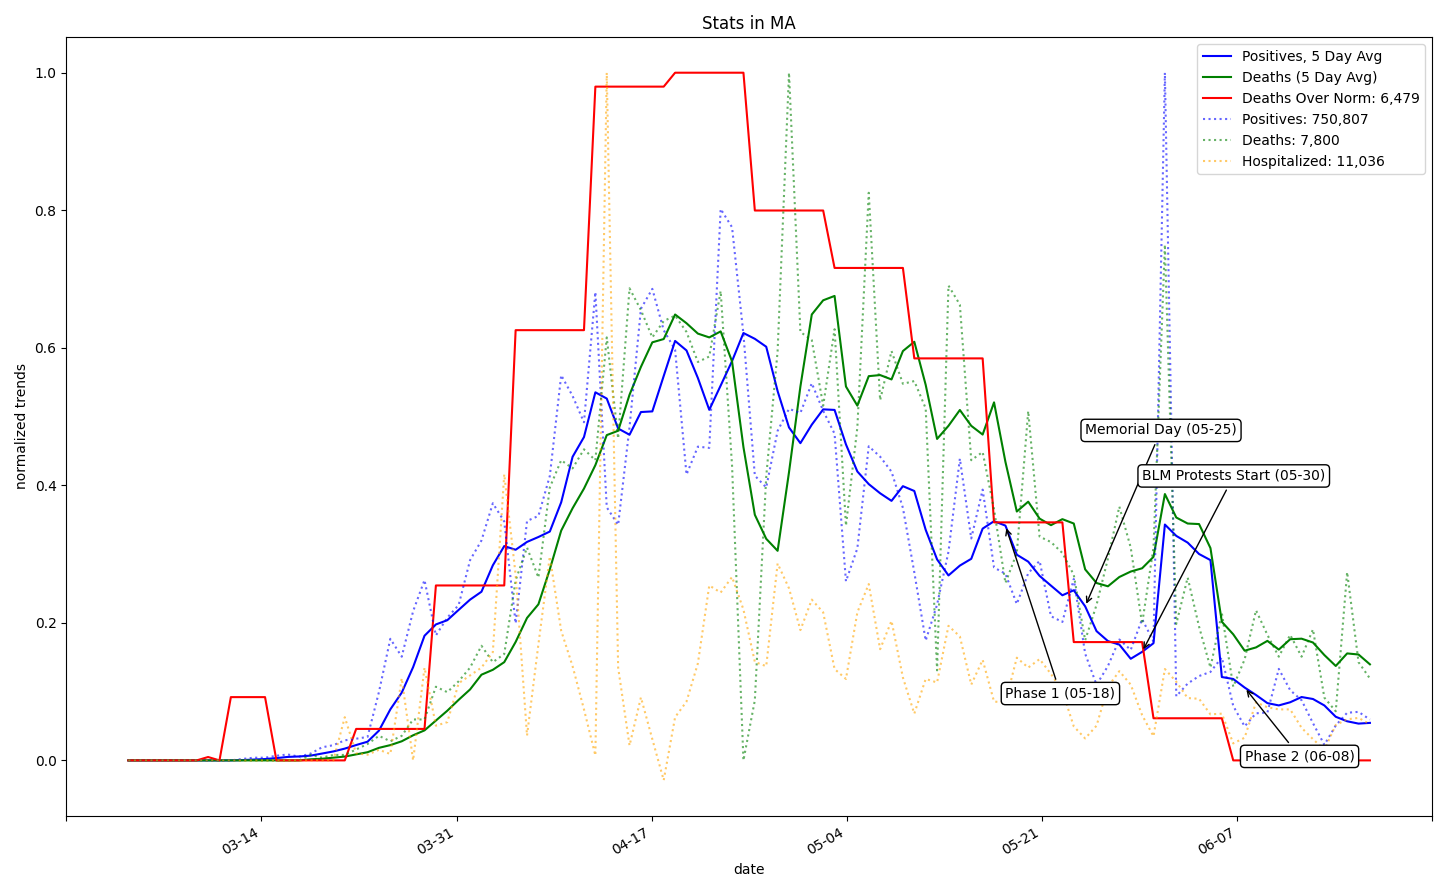 Stats in MA
1.0
0.8
0.6
0.4
0.2
0.0
normalized trends
Positives, 5 Day Avg
Deaths (5 Day Avg)
Deaths Over Norm: 6,479
Positives: 750,807
Deaths: 7,800
Hospitalized: 11,036
Memorial Day (05-25)
BLM Protests Start (05-30)
Phase 1 (05-18)
Phase 2 (06-08)
03-14
03-31
04-17
05-04
05-21
06-07
date